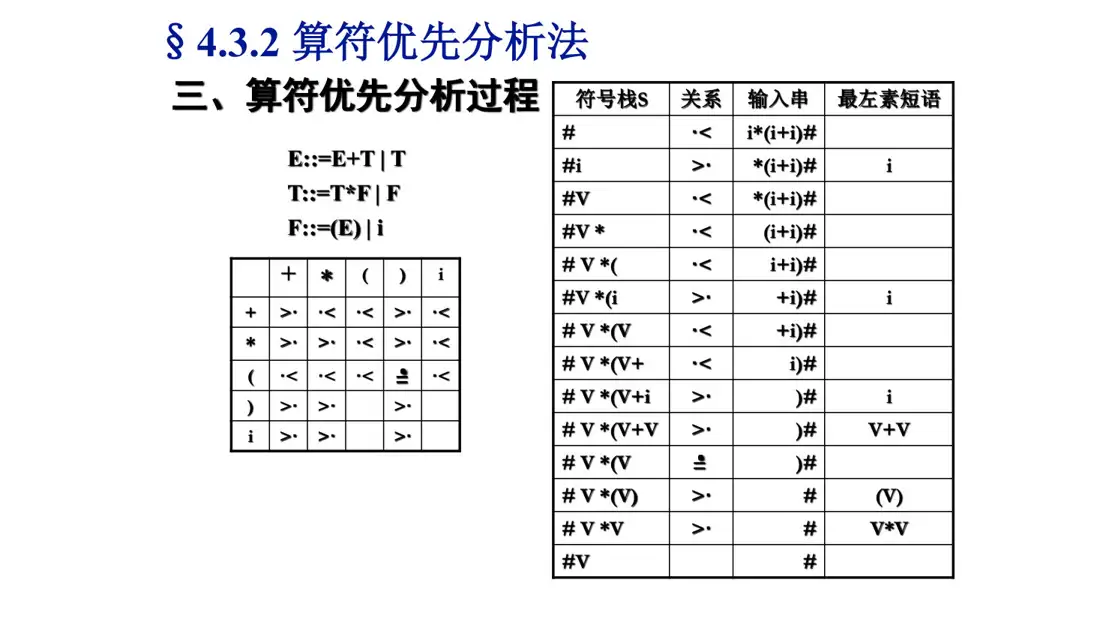 § 4.3.2 算符优先分析法
三、算符优先分析过程
E::=E+T | T
T::=T*F | F
F::=(E) | i
+ * ( ) i
+ >· ·< ·< >· ·<
* >· >· ·< >· ·<
( ·< ·< ·< ≐ ·<
) >· >· >·
i >· >· >·
符号栈S 关系 输入串 最左素短语
# ·< i*(i+i)#
#i >· *(i+i)# i
#V ·< *(i+i)#
#V * ·< (i+i)#
# V *( ·< i+i)#
#V *(i >· +i)# i
# V *(V ·< +i)#
# V *(V+ ·< i)#
# V *(V+i >· )# i
# V *(V+V >· )# V+V
# V *(V ≐ )#
# V *(V) >· # (V)
# V *V >· # V*V
#V #